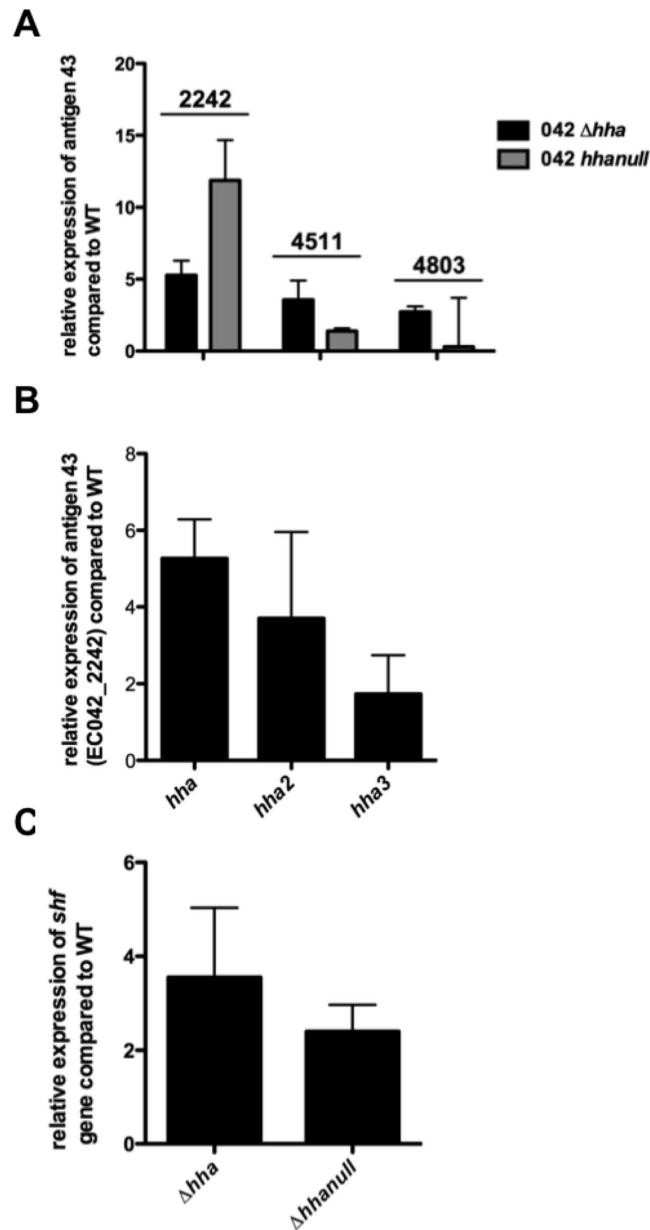 A
relative expression of antigen 43
compared to WT
20
15
10
5
0
2242
4511
4803
042 Δhha
042 hhanull
B
relative expression of antigen 43
(EC042_2242) compared to WT
8
6
4
2
0
hha
hha2
hha3
C
relative expression of shf
gene compared to WT
6
4
2
0
Δhha
Δhhanull